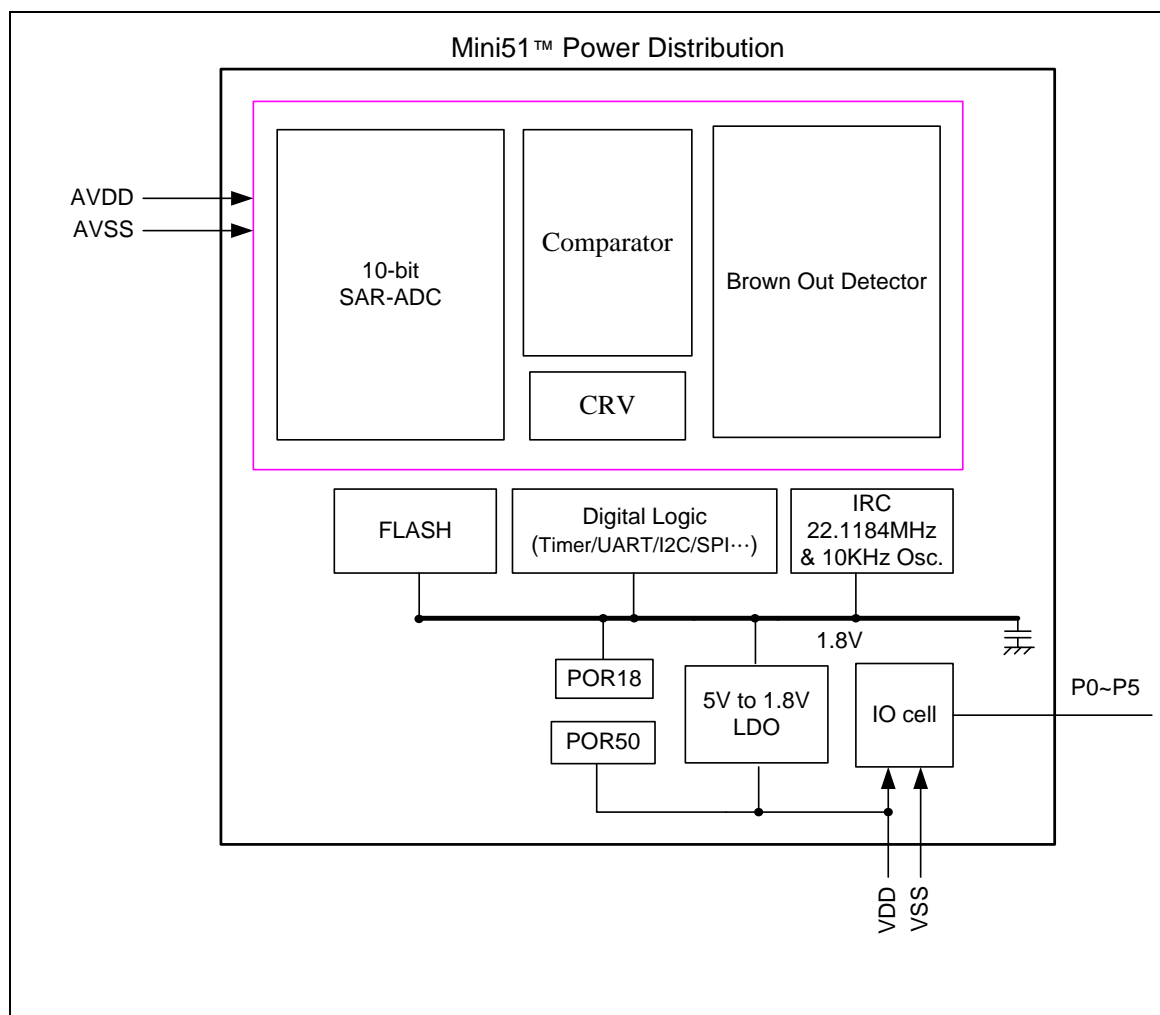 Mini51™ Power Distribution
AVDD
AVSS
10-bit
SAR-ADC
Comparator
CRV
Brown Out Detector
FLASH
Digital Logic
(Timer/UART/I2C/SPI⋯)
IRC
22.1184MHz
& 10KHz Osc.
1.8V
POR18
POR50
5V to 1.8V
LDO
IO cell
P0~P5
VDD
VSS